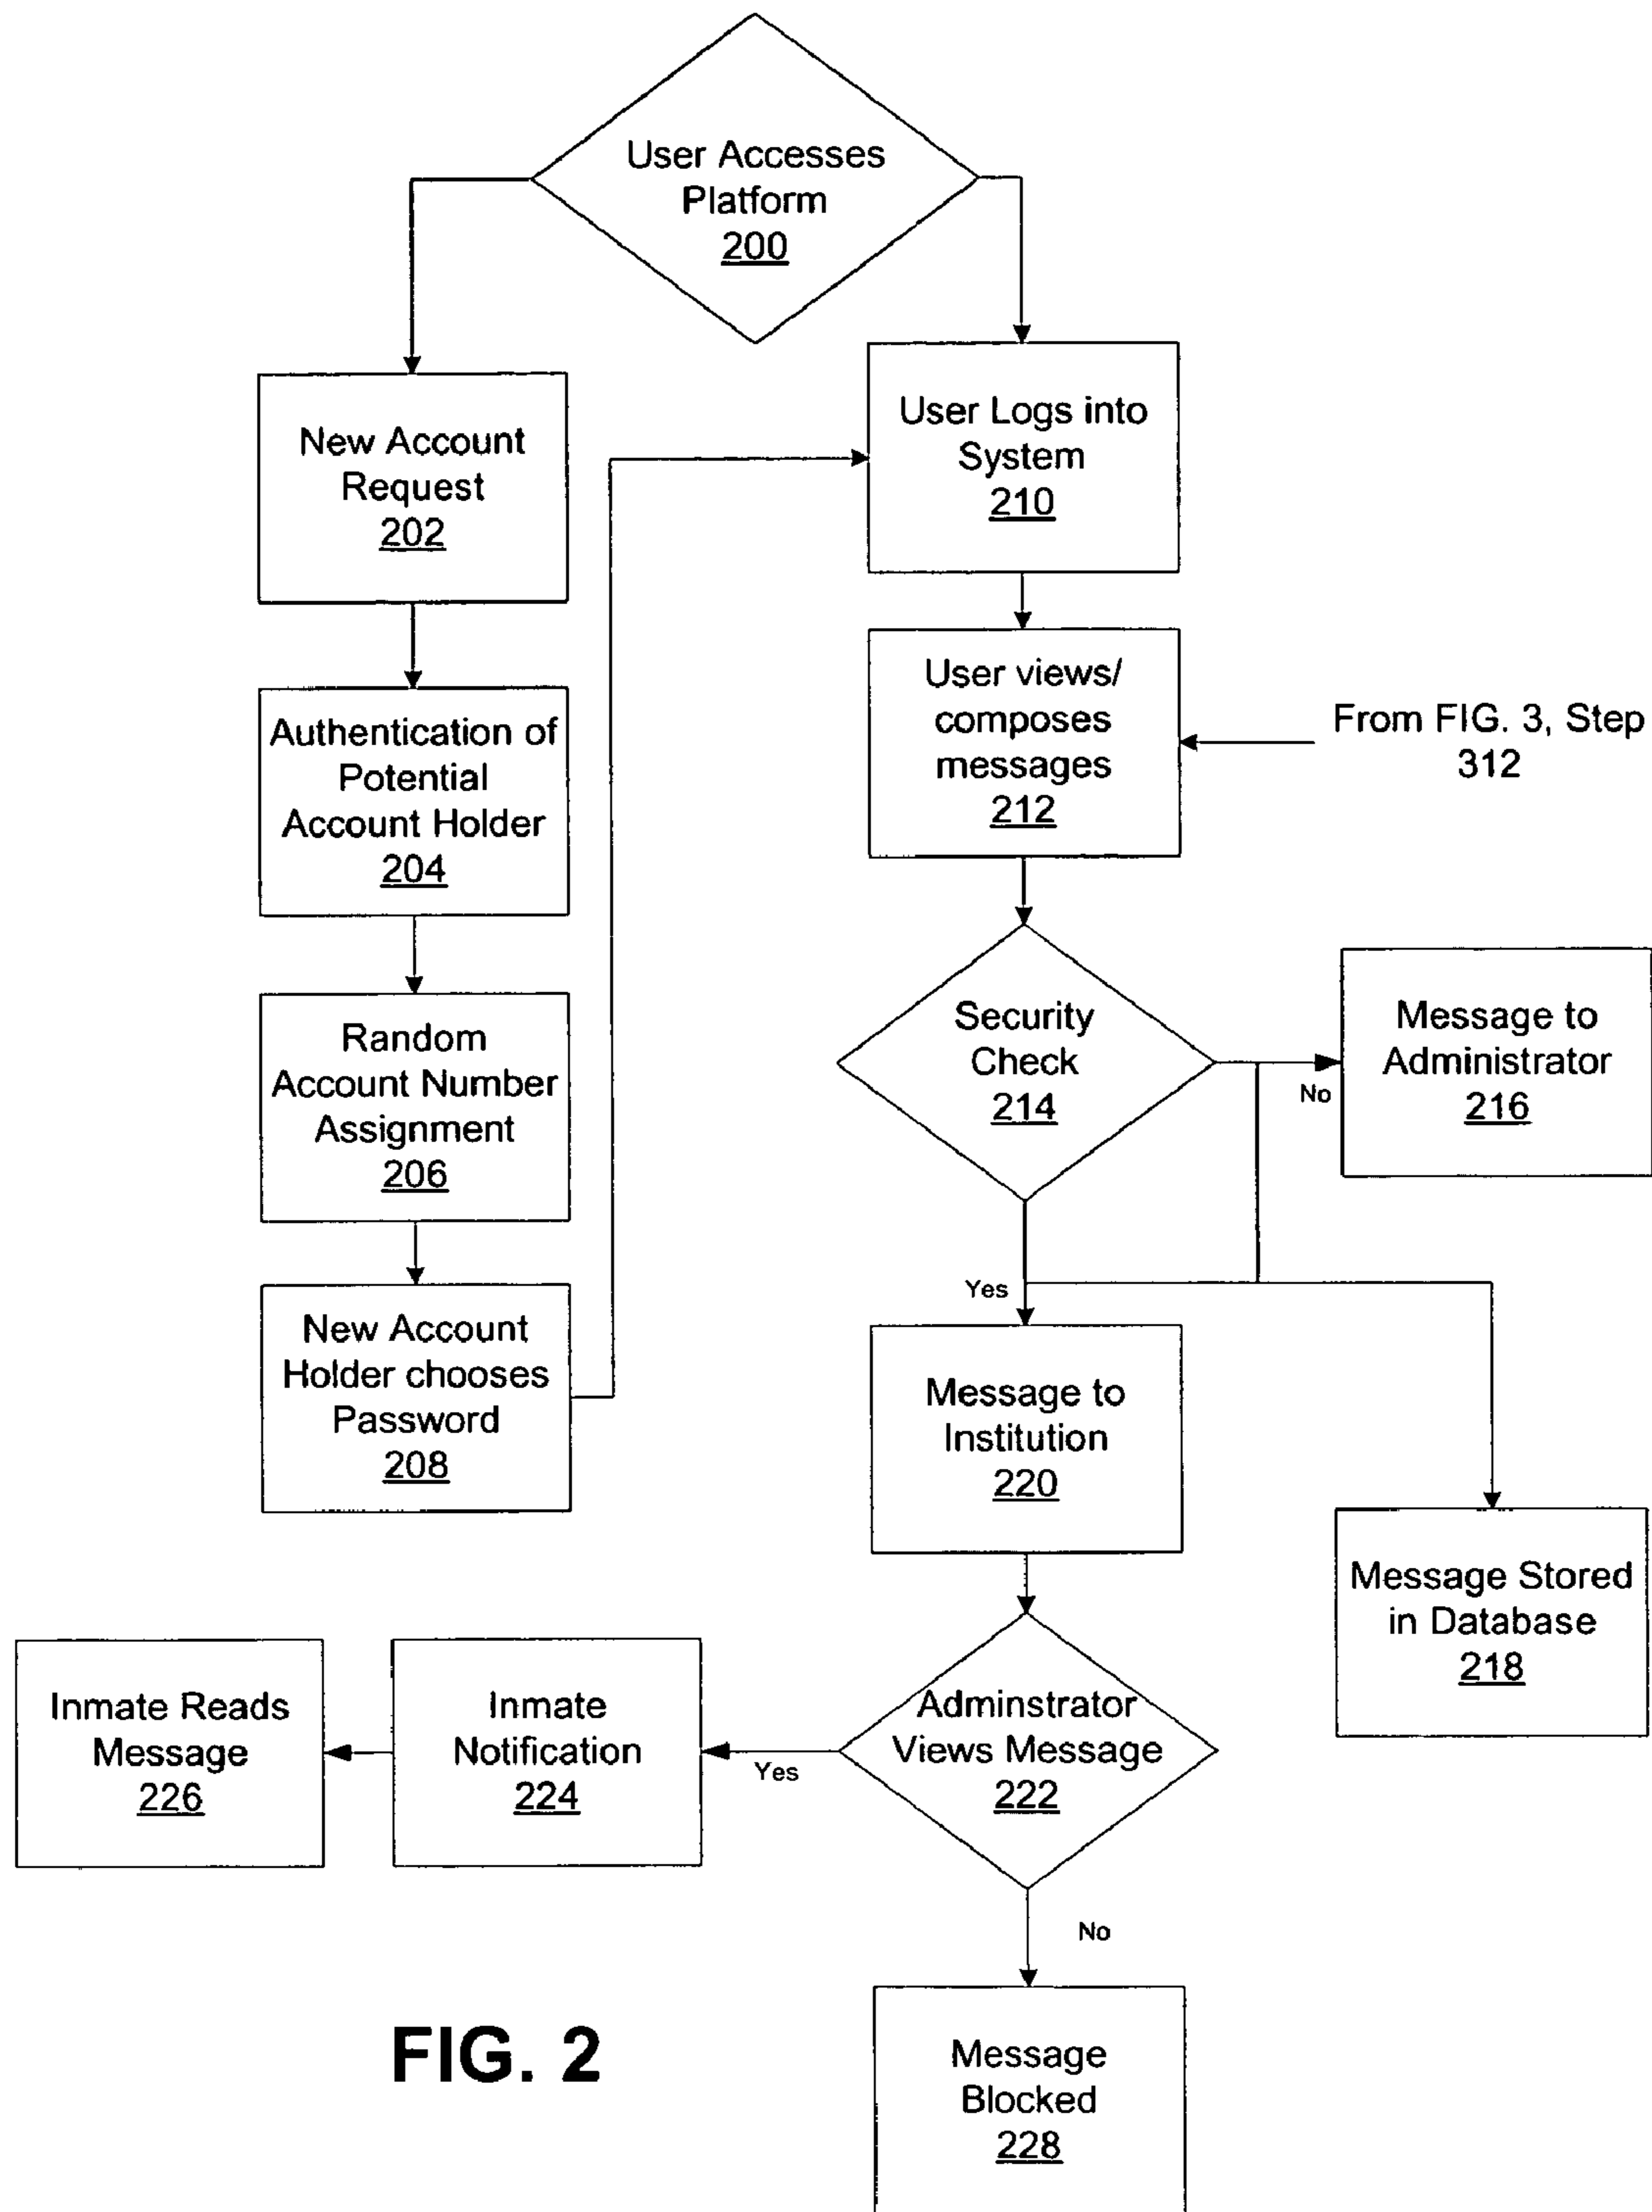 User Accesses
Platform
200
New Account
Request
202
User Logs into
System
210
Authentication of
Potential
Account Holder
204
User views/
composes
messages
212
From FIG. 3, Step
312
Random
Account Number
Assignment
206
Security
Check
214
No
Message to
Administrator
216
New Account
Holder chooses
Password
208
Yes
Message to
Institution
220
Message Stored
in Database
218
Inmate Reads
Message
226
Inmate
Notification
224
Yes
Adminstrator
Views Message
222
No
Message
Blocked
228
FIG. 2